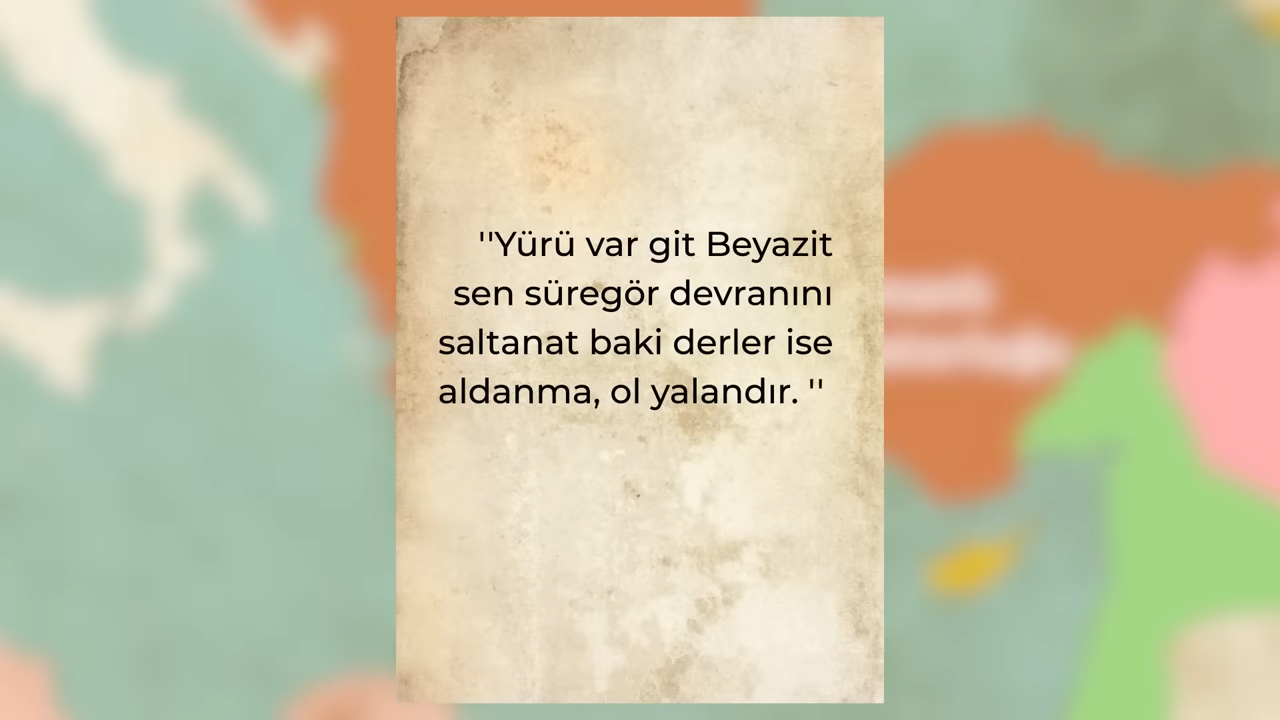 ''Yürü var git Beyazit
sen süregör devranını
saltanat baki derler ise
aldanma, ol yalandır. ''